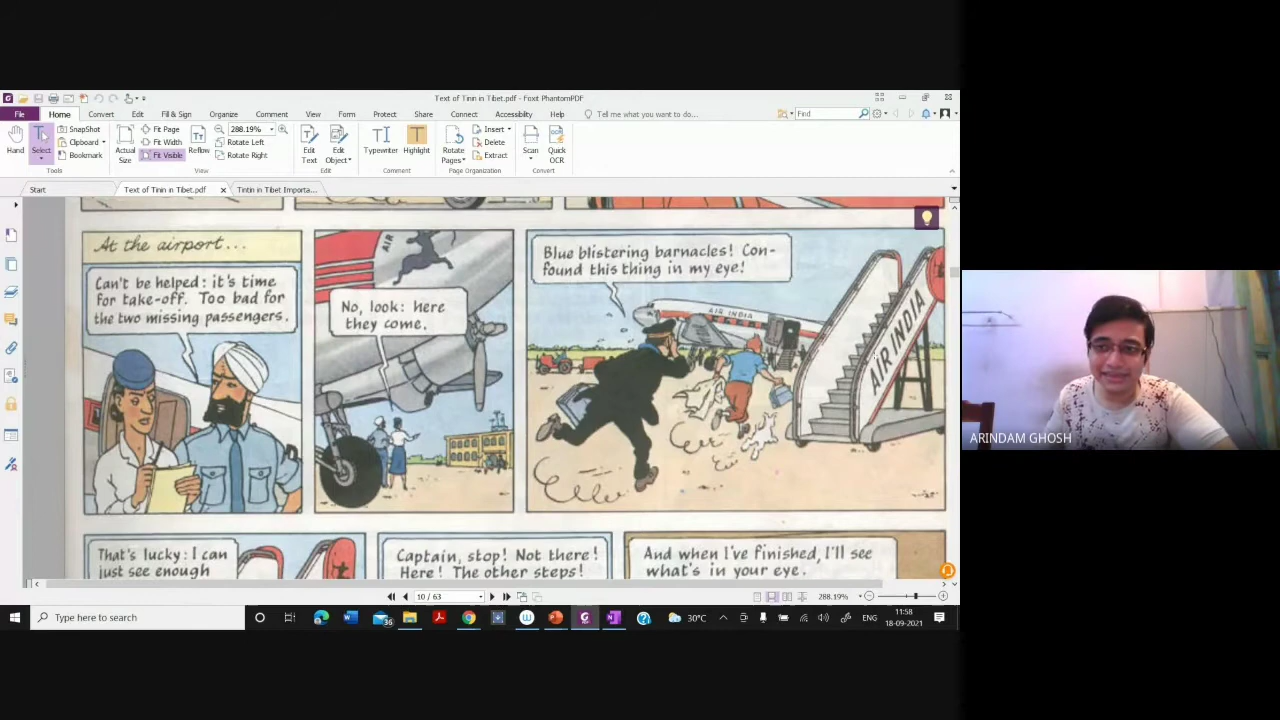 Text of Tinin in Tibet.pdf - Foxit PhantomPDF
File Home Convert Edit Fill & Sign Organize Comment View Form Protect Share Connect Accessibility Help Tell me what you want to do... Find
Hand
Select
SnapShot
Clipboard
Bookmark
Tools
Actual Size
Fit Page
Fit Width
Fit Visible
Reflow
288.19%
Rotate Left
Rotate Right
View
Edit Text
Edit Object
Edit
Typewriter
Highlight
Comment
Rotate Pages
Insert
Delete
Extract
Page Organization
Scan
Quick OCR
Convert
Start
Text of Tinin in Tibet.pdf
Tintin in Tibet Importa...
At the airport...
Can't be helped: it's time
for take-off. Too bad for
the two missing passengers.
AIR
No, look: here
they come.
Blue blistering barnacles! Con-
found this thing in my eye!
AIR INDIA
AIR INDIA
That's lucky: I can
just see enough
Captain, stop! Not there!
Here! The other steps!
And when I've finished, I'll see
what's in your eye.
ARINDAM GHOSH
10 / 63
288.19%
Type here to search
36
30°C
ENG
11:58
18-09-2021